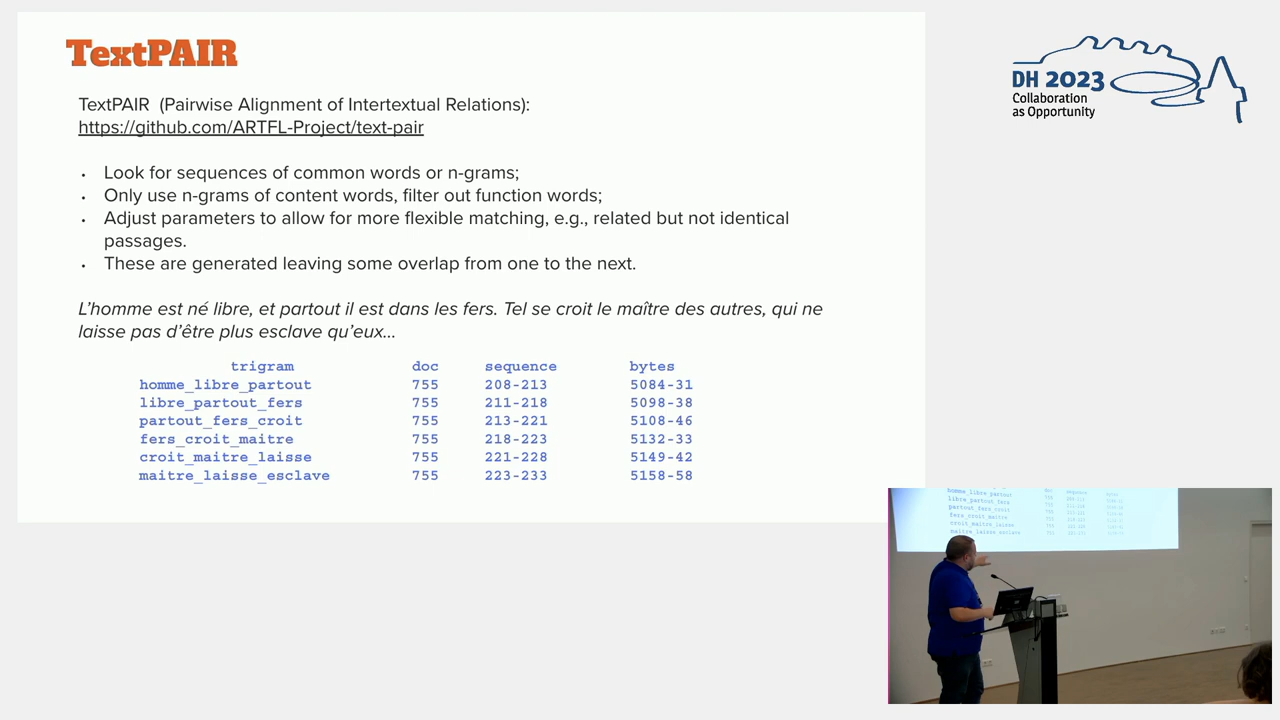 TextPAIR
TextPAIR (Pairwise Alignment of Intertextual Relations):
https://github.com/ARTFL-Project/text-pair
• Look for sequences of common words or n-grams;
• Only use n-grams of content words, filter out function words;
• Adjust parameters to allow for more flexible matching, e.g., related but not identical
passages.
• These are generated leaving some overlap from one to the next.
L'homme est né libre, et partout il est dans les fers. Tel se croit le maître des autres, qui ne
laisse pas d'être plus esclave qu'eux...
trigram doc sequence bytes
homme_libre_partout 755 208-213 5084-31
libre_partout_fers 755 211-218 5098-38
partout_fers_croit 755 213-221 5108-46
fers_croit_maitre 755 218-223 5132-33
croit_maitre_laisse 755 221-228 5149-42
maitre_laisse_esclave 755 223-233 5158-58
DH 2023
Collaboration
as Opportunity
homme_libre_partout
libre_partout_fers
partout_fers_croit
fers_croit_maitre
croit_maitre_laisse
maitre_laisse_esclave